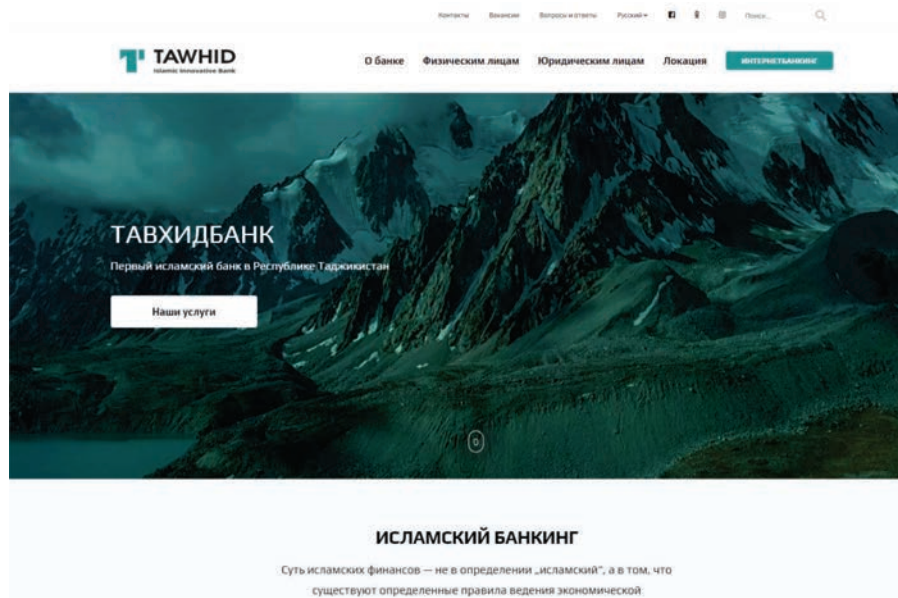 Контакты Вакансии Вопросы и ответы Русский Поиск...
TAWHID
Islamic Innovative Bank
О банке Физическим лицам Юридическим лицам Локация ИНТЕРНЕТБАНКИНГ
ТАВХИДБАНК
Первый исламский банк в Республике Таджикистан
Наши услуги
ИСЛАМСКИЙ БАНКИНГ
Суть исламских финансов — не в определении „исламский“, а в том, что
существуют определенные правила ведения экономической